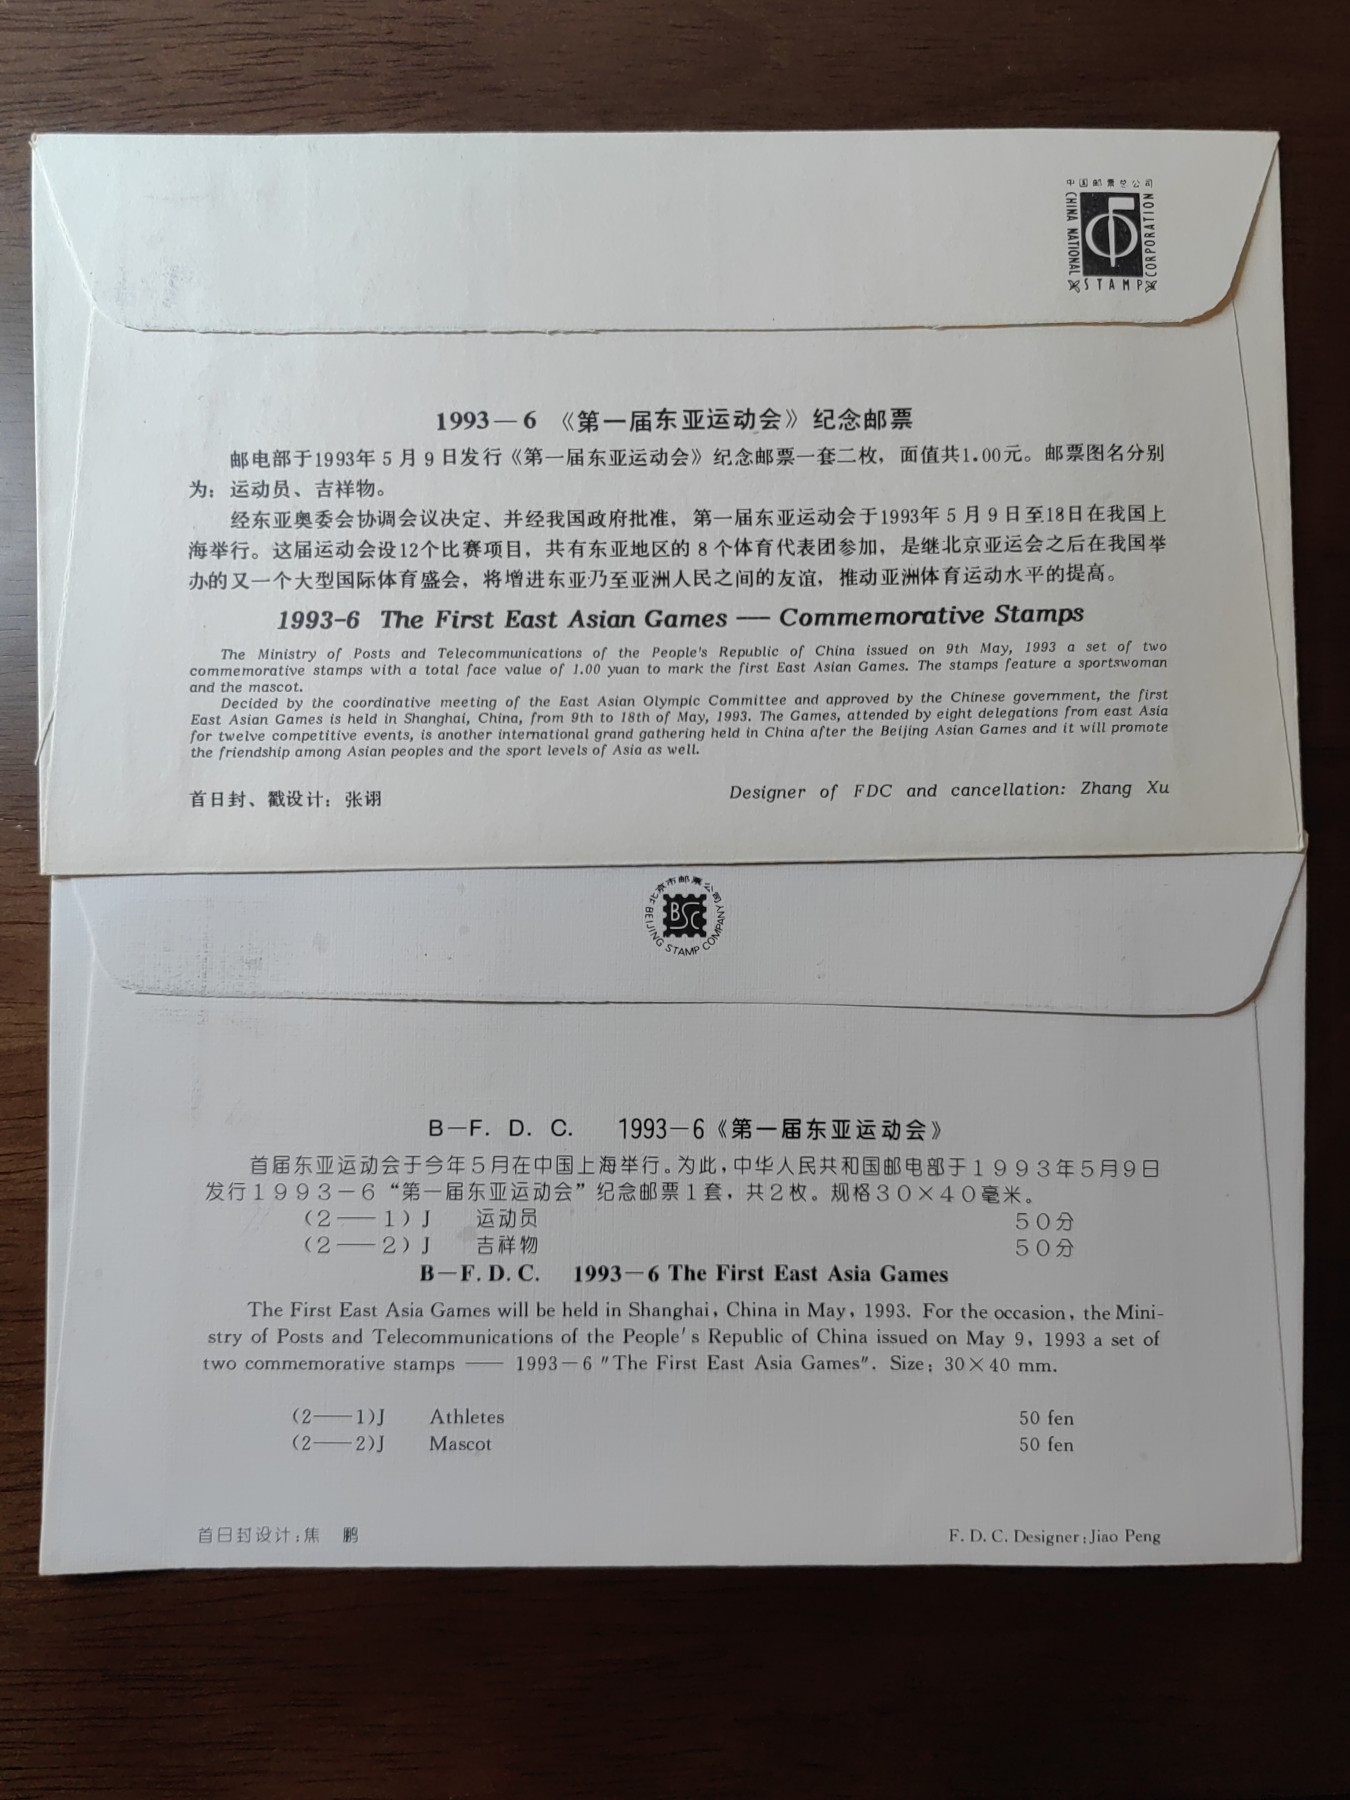 中国邮票总公司
CHINA NATIONAL
STAMP
CORPORATION
1993—6 《第一届东亚运动会》纪念邮票
邮电部于1993年5月9日发行《第一届东亚运动会》纪念邮票一套二枚，面值共1.00元。邮票图名分别
为：运动员、吉祥物。
经东亚奥委会协调会议决定、并经我国政府批准，第一届东亚运动会于1993年5月9日至18日在我国上
海举行。这届运动会设12个比赛项目，共有东亚地区的8个体育代表团参加，是继北京亚运会之后在我国举
办的又一个大型国际体育盛会，将增进东亚乃至亚洲人民之间的友谊，推动亚洲体育运动水平的提高。
1993-6 The First East Asian Games — Commemorative Stamps
The Ministry of Posts and Telecommunications of the People's Republic of China issued on 9th May, 1993 a set of two
commemorative stamps with a total face value of 1.00 yuan to mark the first East Asian Games. The stamps feature a sportswoman
and the mascot.
Decided by the coordinative meeting of the East Asian Olympic Committee and approved by the Chinese government, the first
East Asian Games is held in Shanghai, China, from 9th to 18th of May, 1993. The Games, attended by eight delegations from east Asia
for twelve competitive events, is another international grand gathering held in China after the Beijing Asian Games and it will promote
the friendship among Asian peoples and the sport levels of Asia as well.
首日封、戳设计：张诩
Designer of FDC and cancellation: Zhang Xu
北京市邮票公司
BSC
BEIJING STAMP COMPANY
B—F. D. C. 1993—6《第一届东亚运动会》
首届东亚运动会于今年5月在中国上海举行。为此，中华人民共和国邮电部于1993年5月9日
发行1993—6“第一届东亚运动会”纪念邮票1套，共2枚。规格30×40毫米。
(2——1)J 运动员 50分
(2——2)J 吉祥物 50分
B—F. D. C. 1993—6 The First East Asia Games
The First East Asia Games will be held in Shanghai, China in May, 1993. For the occasion, the Mini-
stry of Posts and Telecommunications of the People's Republic of China issued on May 9, 1993 a set of
two commemorative stamps —— 1993—6 "The First East Asia Games". Size: 30×40 mm.
(2——1)J Athletes 50 fen
(2——2)J Mascot 50 fen
首日封设计:焦 鹏
F. D. C. Designer:Jiao Peng